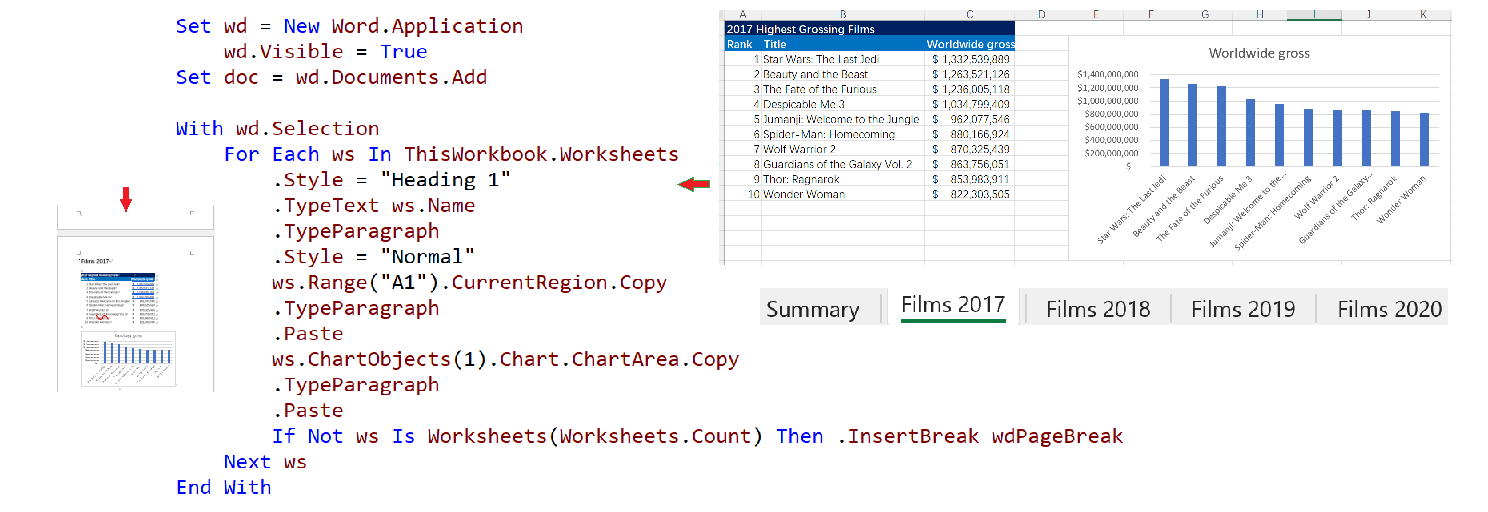 Set wd = New Word.Application
wd.Visible = True
Set doc = wd.Documents.Add
With wd.Selection
For Each ws In ThisWorkbook.Worksheets
.Style = "Heading 1"
.TypeText ws.Name
.TypeParagraph
.Style = "Normal"
ws.Range("A1").CurrentRegion.Copy
.TypeParagraph
.Paste
ws.ChartObjects(1).Chart.ChartArea.Copy
.TypeParagraph
.Paste
If Not ws Is Worksheets(Worksheets.Count) Then .InsertBreak wdPageBreak
Next ws
End With
Films 2017
A B C D E F G H I J K
2017 Highest Grossing Films
Rank Title Worldwide gross
1 Star Wars: The Last Jedi $ 1,332,539,889
2 Beauty and the Beast $ 1,263,521,126
3 The Fate of the Furious $ 1,236,005,118
4 Despicable Me 3 $ 1,034,799,409
5 Jumanji: Welcome to the Jungle $ 962,077,546
6 Spider-Man: Homecoming $ 880,166,924
7 Wolf Warrior 2 $ 870,325,439
8 Guardians of the Galaxy Vol. 2 $ 863,756,051
9 Thor: Ragnarok $ 853,983,911
10 Wonder Woman $ 822,303,505
Worldwide gross
$1,400,000,000
$1,200,000,000
$1,000,000,000
$800,000,000
$600,000,000
$400,000,000
$200,000,000
$
Star Wars: The Last Jedi
Beauty and the Beast
The Fate of the Furious
Despicable Me 3
Jumanji: Welcome to the...
Spider-Man: Homecoming
Wolf Warrior 2
Guardians of the Galaxy...
Thor: Ragnarok
Wonder Woman
Summary Films 2017 Films 2018 Films 2019 Films 2020